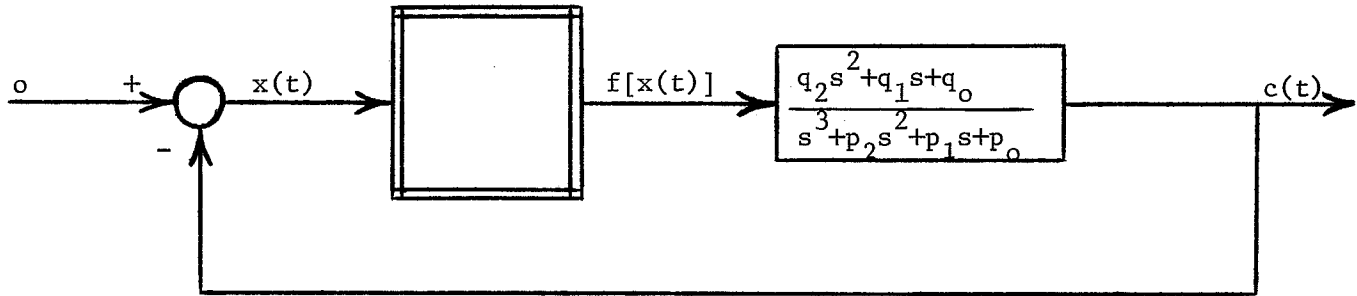 o
+
x(t)
f[x(t)]
q₂s²+q₁s+qₒ
s³+p₂s²+p₁s+pₒ
c(t)
-